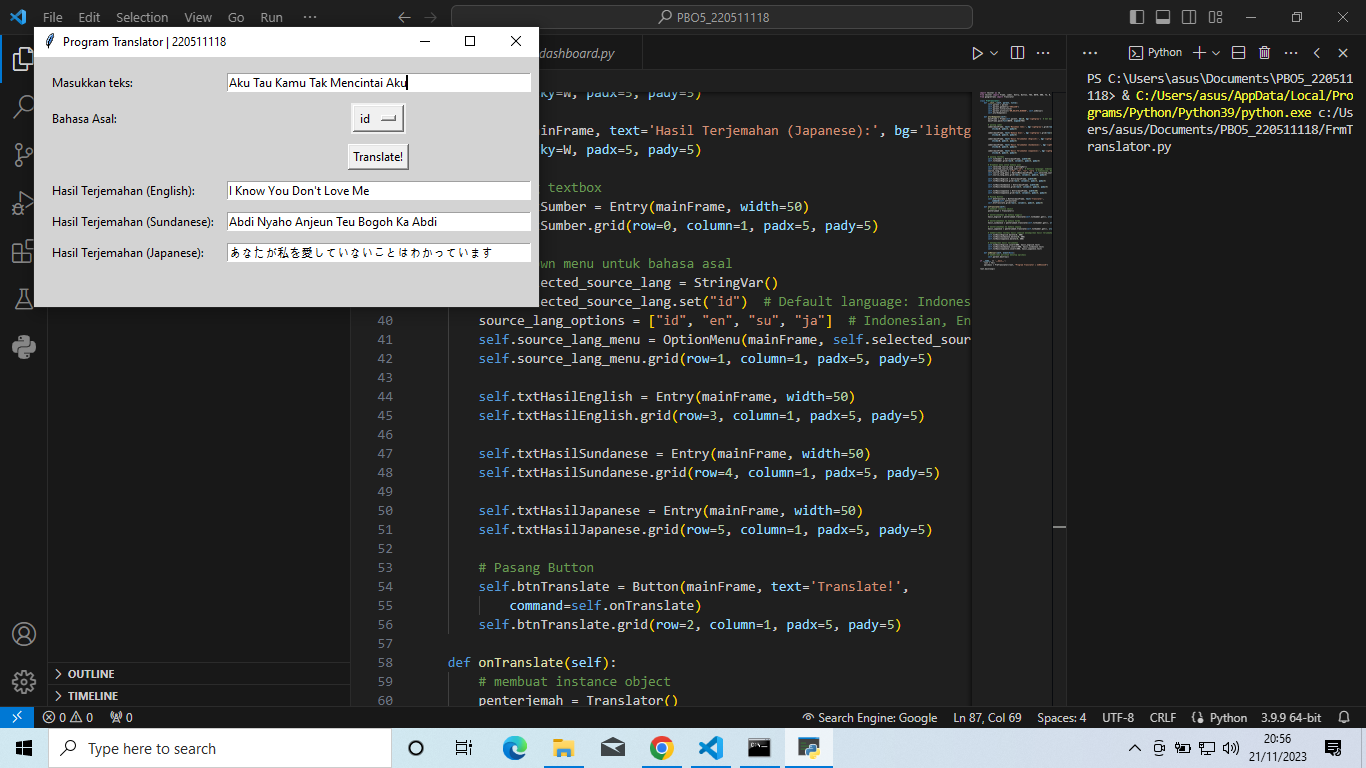 File Edit Selection View Go Run ··· PBO5_220511118
Program Translator | 220511118
Masukkan teks: Aku Tau Kamu Tak Mencintai Aku
Bahasa Asal: id
Translate!
Hasil Terjemahan (English): I Know You Don't Love Me
Hasil Terjemahan (Sundanese): Abdi Nyaho Anjeun Teu Bogoh Ka Abdi
Hasil Terjemahan (Japanese): あなたが私を愛していないことはわかっています
dashboard.py
ky=W, padx=5, pady=5)
inFrame, text='Hasil Terjemahan (Japanese):', bg='lightg
ky=W, padx=5, pady=5)
textbox
Sumber = Entry(mainFrame, width=50)
Sumber.grid(row=0, column=1, padx=5, pady=5)
wn menu untuk bahasa asal
ected_source_lang = StringVar()
ected_source_lang.set("id")  # Default language: Indones
40 source_lang_options = ["id", "en", "su", "ja"]  # Indonesian, En
41 self.source_lang_menu = OptionMenu(mainFrame, self.selected_sour
42 self.source_lang_menu.grid(row=1, column=1, padx=5, pady=5)
43
44 self.txtHasilEnglish = Entry(mainFrame, width=50)
45 self.txtHasilEnglish.grid(row=3, column=1, padx=5, pady=5)
46
47 self.txtHasilSundanese = Entry(mainFrame, width=50)
48 self.txtHasilSundanese.grid(row=4, column=1, padx=5, pady=5)
49
50 self.txtHasilJapanese = Entry(mainFrame, width=50)
51 self.txtHasilJapanese.grid(row=5, column=1, padx=5, pady=5)
52
53 # Pasang Button
54 self.btnTranslate = Button(mainFrame, text='Translate!',
55 command=self.onTranslate)
56 self.btnTranslate.grid(row=2, column=1, padx=5, pady=5)
57
58 def onTranslate(self):
59 # membuat instance object
60 penterjemah = Translator()
Python
PS C:\Users\asus\Documents\PBO5_220511
118> & C:/Users/asus/AppData/Local/Pro
grams/Python/Python39/python.exe c:/Us
ers/asus/Documents/PBO5_220511118/FrmT
ranslator.py
OUTLINE
TIMELINE
0 0 0 Search Engine: Google Ln 87, Col 69 Spaces: 4 UTF-8 CRLF Python 3.9.9 64-bit
Type here to search
20:56
21/11/2023